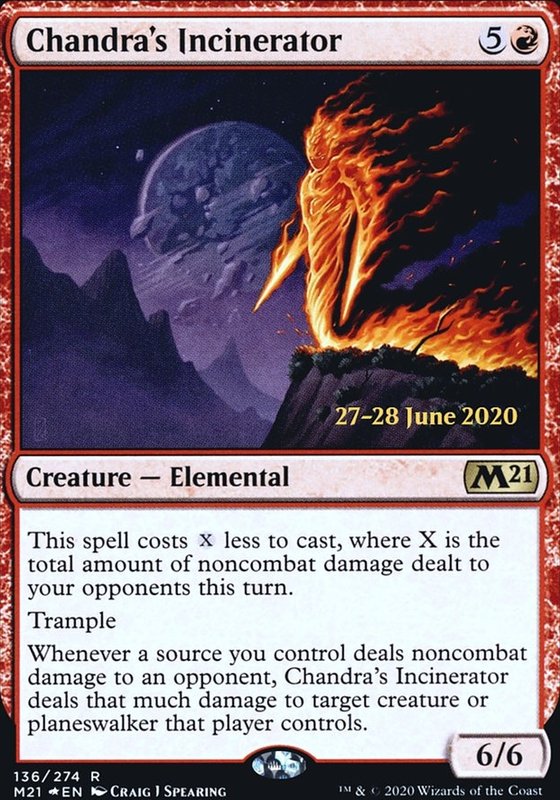 Chandra's Incinerator 5
27–28 June 2020
Creature — Elemental M21
This spell costs X less to cast, where X is the
total amount of noncombat damage dealt to
your opponents this turn.
Trample
Whenever a source you control deals noncombat
damage to an opponent, Chandra's Incinerator
deals that much damage to target creature or
planeswalker that player controls.
6/6
136/274 R
M21 ★ EN Craig J Spearing ™ & © 2020 Wizards of the Coast